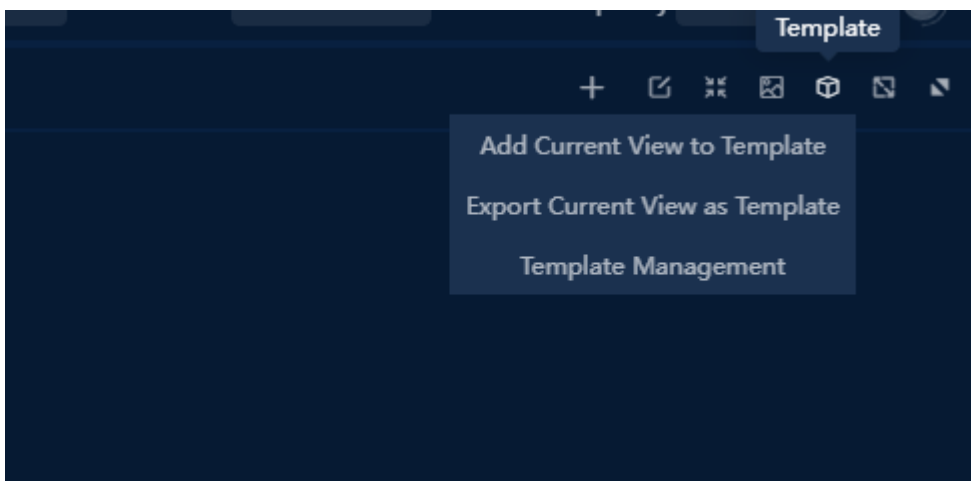 Template
Add Current View to Template
Export Current View as Template
Template Management